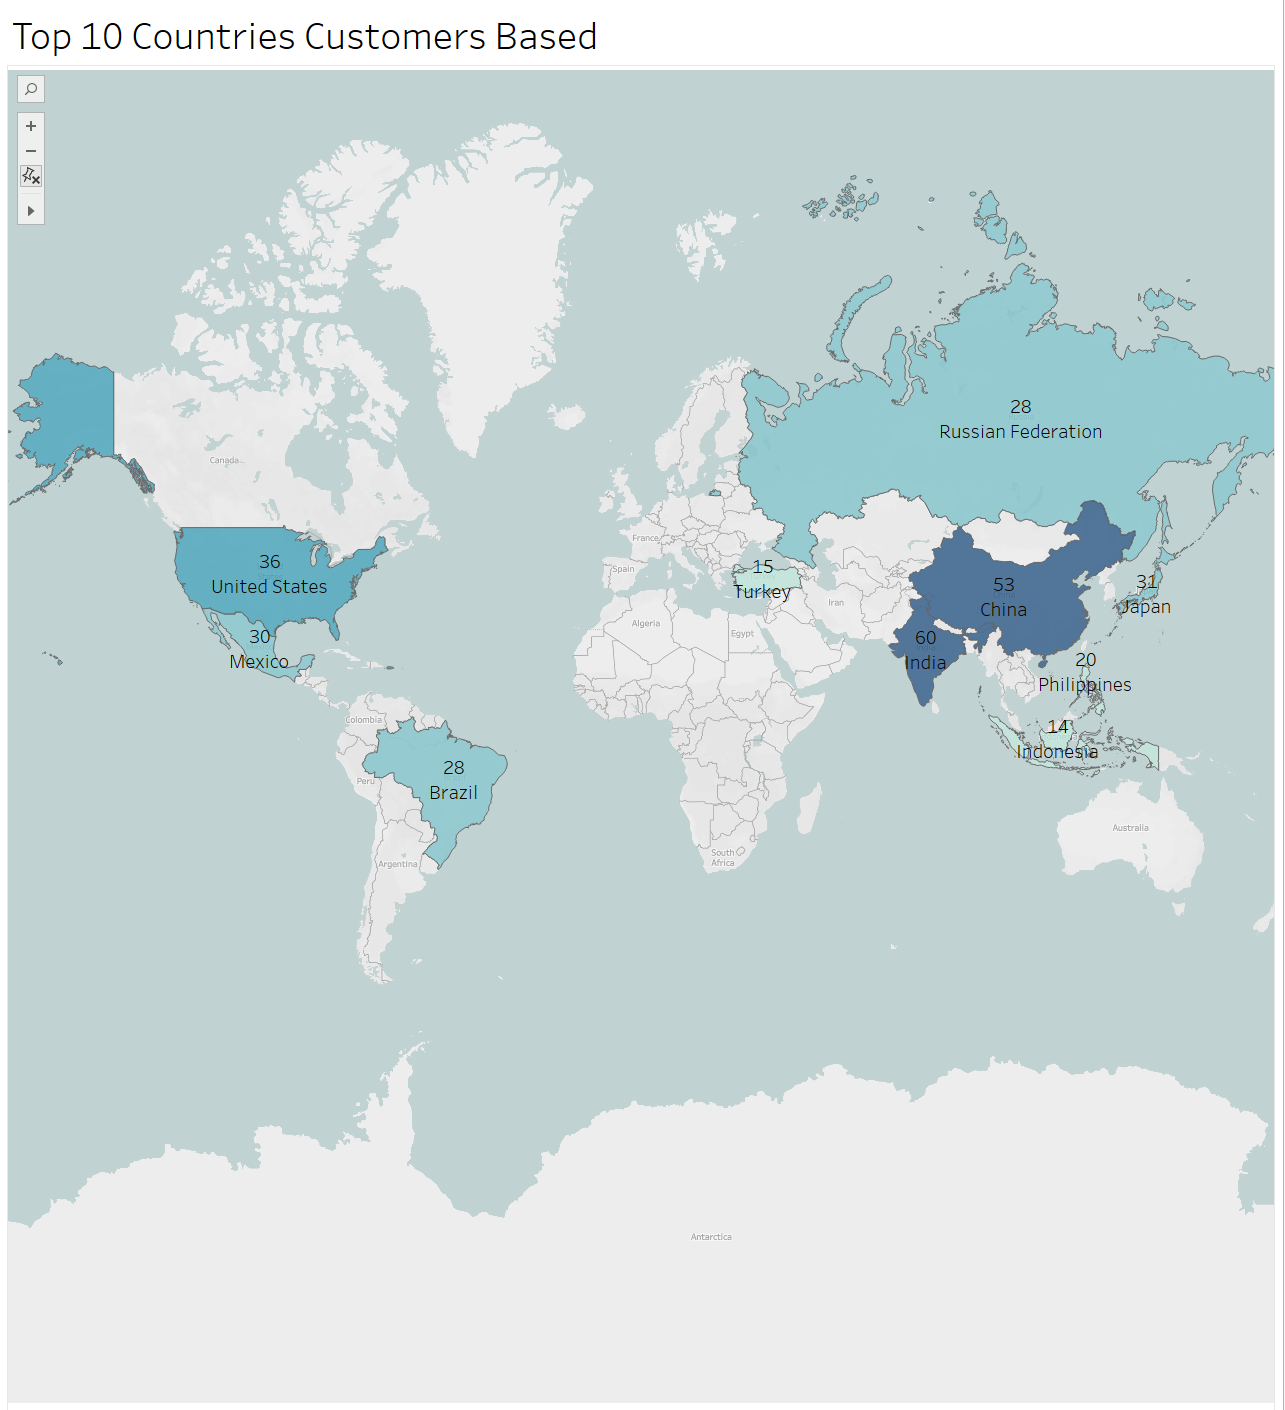 Top 10 Countries Customers Based
28
Russian Federation
Canada
36
United States
France
Spain
15
Turkey
53
China
31
Japan
Iran
Algeria
Egypt
30
Mexico
60
India
20
Philippines
Colombia
14
Indonesia
28
Brazil
Peru
Australia
South
Africa
Argentina
Antarctica